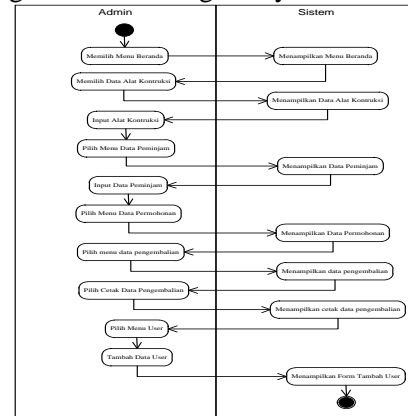 Admin
Sistem
Memilih Menu Beranda
Menampilkan Menu Beranda
Memilih Data Alat Kontruksi
Menampilkan Data Alat Kontruksi
Input Alat Kontruksi
Pilih Menu Data Peminjam
Menampilkan Data Peminjam
Input Data Peminjam
Pilih Menu Data Permohonan
Menampilkan Data Permohonan
Pilih menu data pengembalian
Menampilkan data pengembalian
Pilih Cetak Data Pengembalian
Menampilkan cetak data pengembalian
Pilih Menu User
Tambah Data User
Menampilkan Form Tambah User